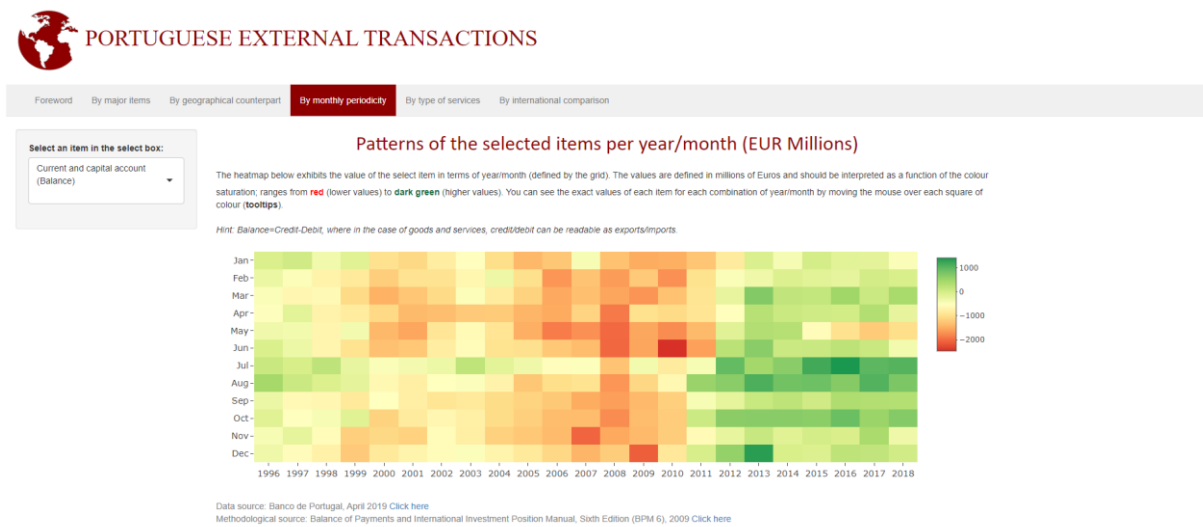 PORTUGUESE EXTERNAL TRANSACTIONS
Foreword By major items By geographical counterpart By monthly periodicity By type of services By international comparison
Select an item in the select box:
Current and capital account
(Balance)
Patterns of the selected items per year/month (EUR Millions)
The heatmap below exhibits the value of the select item in terms of year/month (defined by the grid). The values are defined in millions of Euros and should be interpreted as a function of the colour
saturation; ranges from red (lower values) to dark green (higher values). You can see the exact values of each item for each combination of year/month by moving the mouse over each square of
colour (tooltips).
Hint: Balance=Credit-Debit, where in the case of goods and services, credit/debit can be readable as exports/imports.
Jan
Feb
Mar
Apr
May
Jun
Jul
Aug
Sep
Oct
Nov
Dec
1996 1997 1998 1999 2000 2001 2002 2003 2004 2005 2006 2007 2008 2009 2010 2011 2012 2013 2014 2015 2016 2017 2018
1000
0
−1000
−2000
Data source: Banco de Portugal, April 2019 Click here
Methodological source: Balance of Payments and International Investment Position Manual, Sixth Edition (BPM 6), 2009 Click here